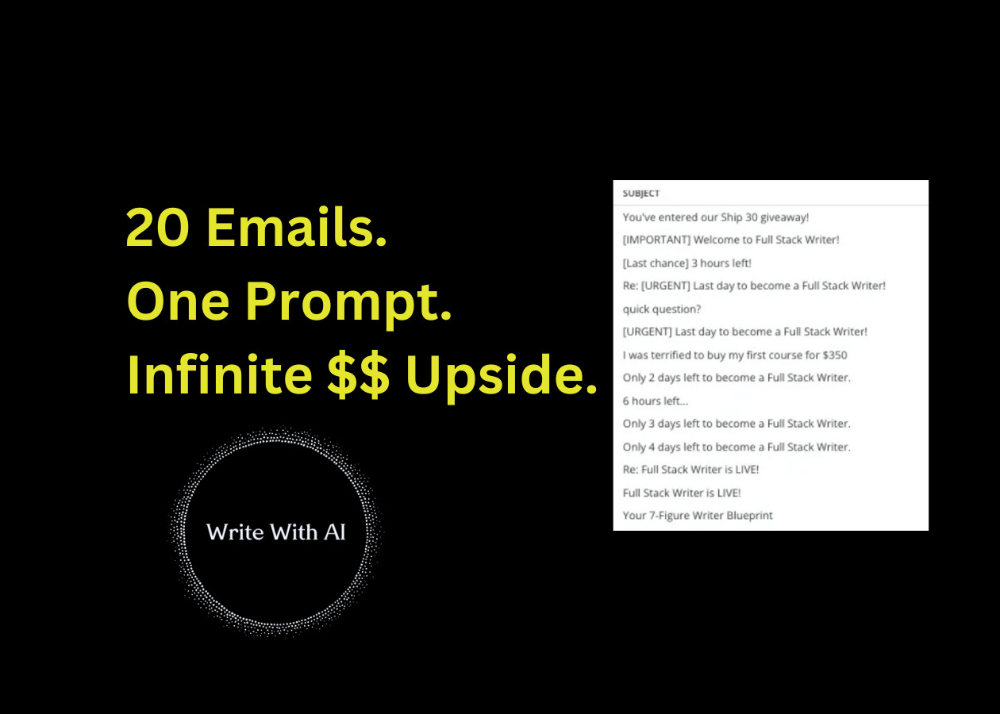 20 Emails.
One Prompt.
Infinite $$ Upside.
Write With AI
SUBJECT
You've entered our Ship 30 giveaway!
[IMPORTANT] Welcome to Full Stack Writer!
[Last chance] 3 hours left!
Re: [URGENT] Last day to become a Full Stack Writer!
quick question?
[URGENT] Last day to become a Full Stack Writer!
I was terrified to buy my first course for $350
Only 2 days left to become a Full Stack Writer.
6 hours left...
Only 3 days left to become a Full Stack Writer.
Only 4 days left to become a Full Stack Writer.
Re: Full Stack Writer is LIVE!
Full Stack Writer is LIVE!
Your 7-Figure Writer Blueprint